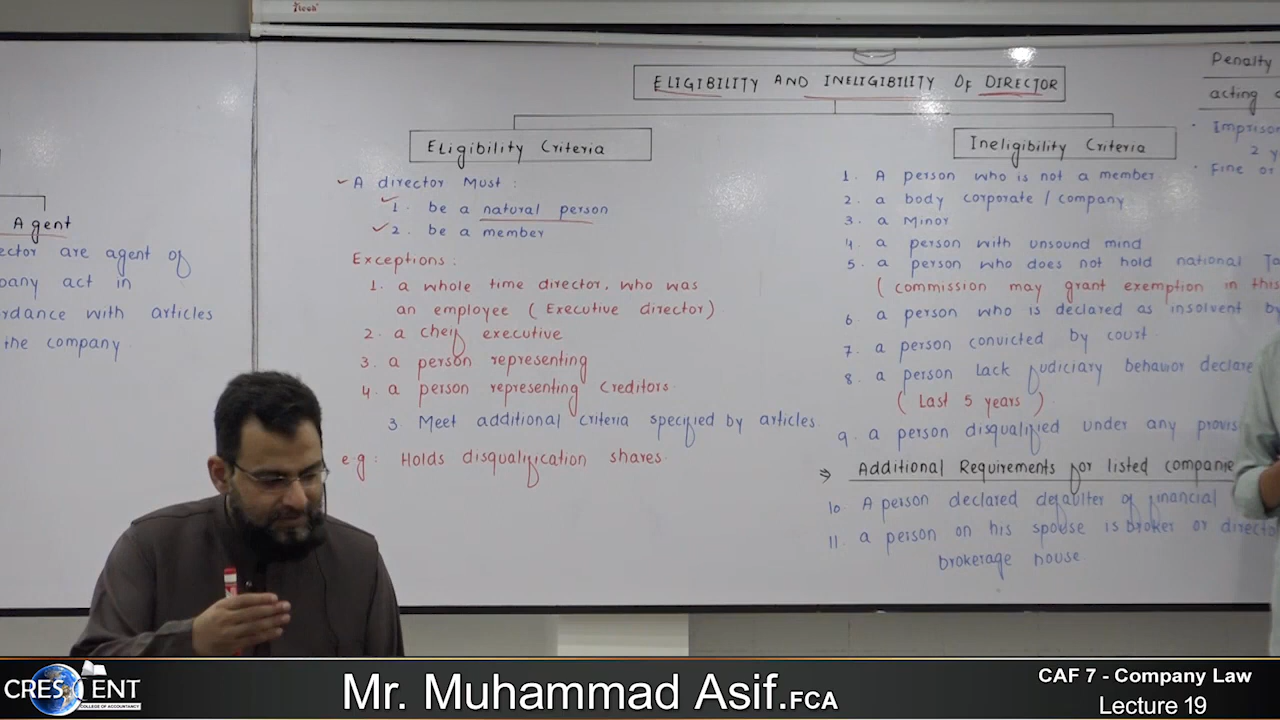 iTech
ELIGIBILITY AND INELIGIBILITY OF DIRECTOR
Agent
ector are agent of
pany act in
rdance with articles
the company
Eligibility Criteria
A director Must :
1. be a natural person
2. be a member
Exceptions :
1. a whole time director, who was
an employee ( Executive director )
2. a cheif executive
3. a person representing
4. a person representing creditors
3. Meet additional criteria specified by articles
e.g : Holds disqualification shares.
Ineligibility Criteria
1. A person who is not a member
2. a body corporate / company
3. a Minor
4. a person with unsound mind
5. a person who does not hold national Ta
( commission may grant exemption in this
6. a person who is declared as insolvent by
7. a person convicted by court
8. a person Lack judiciary behavior declare
( Last 5 years )
9. a person disqualified under any provis
⇒ Additional Requirements for listed companie
10. A person declared defaulter of financial
11. a person on his spouse is broker or directo
brokerage house
Penalty
acting
• Imprison
2 y
• Fine or
CRESCENT
COLLEGE OF ACCOUNTANCY
Mr. Muhammad Asif.FCA
CAF 7 - Company Law
Lecture 19